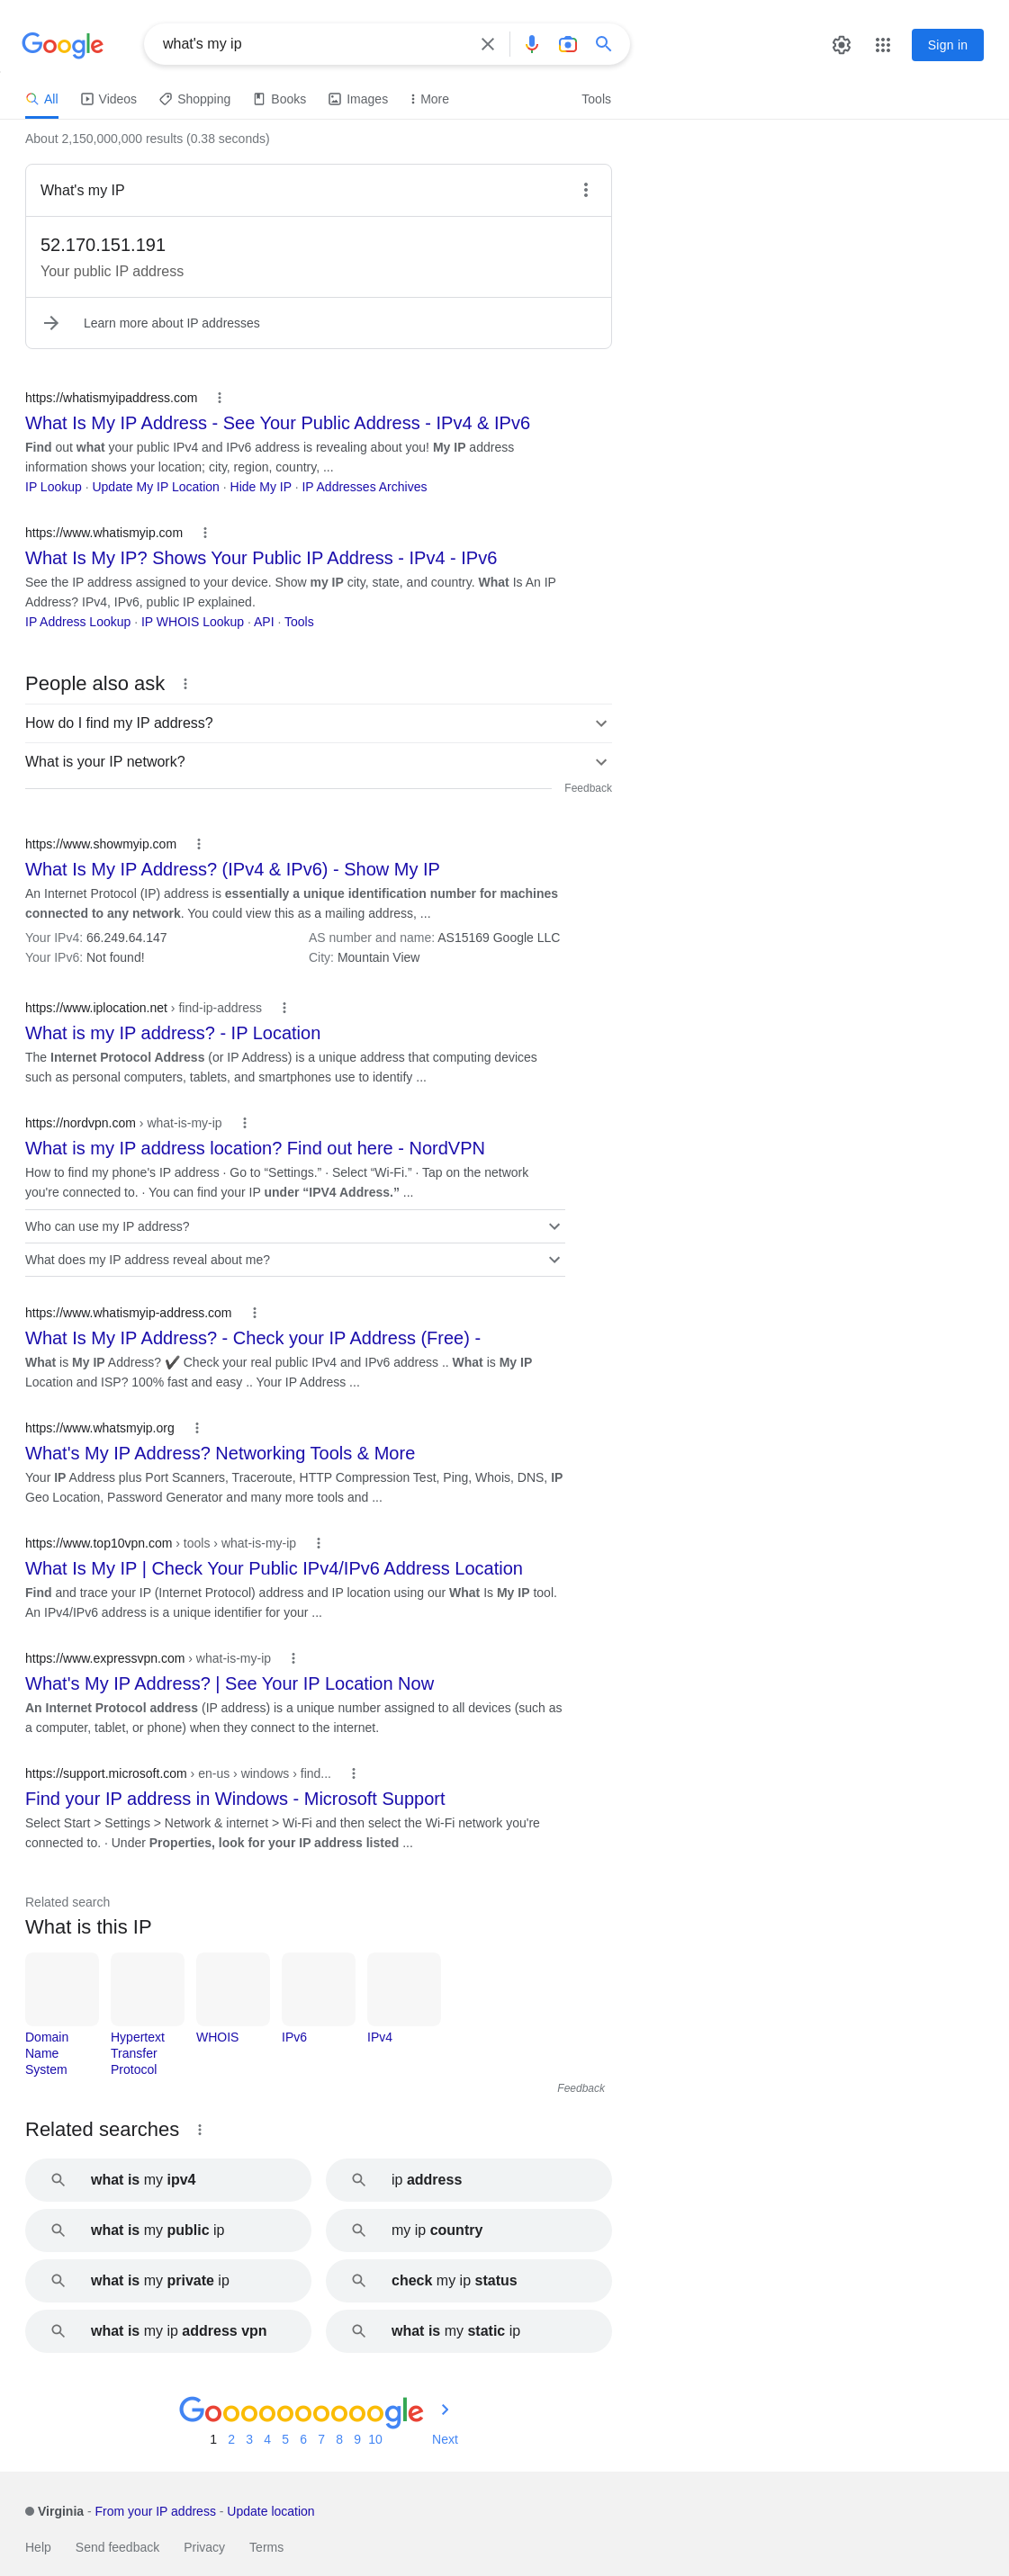 Google
what's my ip
Sign in
All Videos Shopping Books Images More Tools
About 2,150,000,000 results (0.38 seconds)
What's my IP
52.170.151.191
Your public IP address
Learn more about IP addresses
https://whatismyipaddress.com
What Is My IP Address - See Your Public Address - IPv4 & IPv6
Find out what your public IPv4 and IPv6 address is revealing about you! My IP address
information shows your location; city, region, country, ...
IP Lookup · Update My IP Location · Hide My IP · IP Addresses Archives
https://www.whatismyip.com
What Is My IP? Shows Your Public IP Address - IPv4 - IPv6
See the IP address assigned to your device. Show my IP city, state, and country. What Is An IP
Address? IPv4, IPv6, public IP explained.
IP Address Lookup · IP WHOIS Lookup · API · Tools
People also ask
How do I find my IP address?
What is your IP network?
Feedback
https://www.showmyip.com
What Is My IP Address? (IPv4 & IPv6) - Show My IP
An Internet Protocol (IP) address is essentially a unique identification number for machines
connected to any network. You could view this as a mailing address, ...
Your IPv4: 66.249.64.147 AS number and name: AS15169 Google LLC
Your IPv6: Not found! City: Mountain View
https://www.iplocation.net › find-ip-address
What is my IP address? - IP Location
The Internet Protocol Address (or IP Address) is a unique address that computing devices
such as personal computers, tablets, and smartphones use to identify ...
https://nordvpn.com › what-is-my-ip
What is my IP address location? Find out here - NordVPN
How to find my phone's IP address · Go to “Settings.” · Select “Wi-Fi.” · Tap on the network
you're connected to. · You can find your IP under “IPV4 Address.” ...
Who can use my IP address?
What does my IP address reveal about me?
https://www.whatismyip-address.com
What Is My IP Address? - Check your IP Address (Free) -
What is My IP Address? ✔ Check your real public IPv4 and IPv6 address .. What is My IP
Location and ISP? 100% fast and easy .. Your IP Address ...
https://www.whatsmyip.org
What's My IP Address? Networking Tools & More
Your IP Address plus Port Scanners, Traceroute, HTTP Compression Test, Ping, Whois, DNS, IP
Geo Location, Password Generator and many more tools and ...
https://www.top10vpn.com › tools › what-is-my-ip
What Is My IP | Check Your Public IPv4/IPv6 Address Location
Find and trace your IP (Internet Protocol) address and IP location using our What Is My IP tool.
An IPv4/IPv6 address is a unique identifier for your ...
https://www.expressvpn.com › what-is-my-ip
What's My IP Address? | See Your IP Location Now
An Internet Protocol address (IP address) is a unique number assigned to all devices (such as
a computer, tablet, or phone) when they connect to the internet.
https://support.microsoft.com › en-us › windows › find...
Find your IP address in Windows - Microsoft Support
Select Start > Settings > Network & internet > Wi-Fi and then select the Wi-Fi network you're
connected to. · Under Properties, look for your IP address listed ...
Related search
What is this IP
Domain Name System
Hypertext Transfer Protocol
WHOIS
IPv6
IPv4
Feedback
Related searches
what is my ipv4
ip address
what is my public ip
my ip country
what is my private ip
check my ip status
what is my ip address vpn
what is my static ip
Goooooooooogle
1 2 3 4 5 6 7 8 9 10 Next
Virginia - From your IP address - Update location
Help Send feedback Privacy Terms